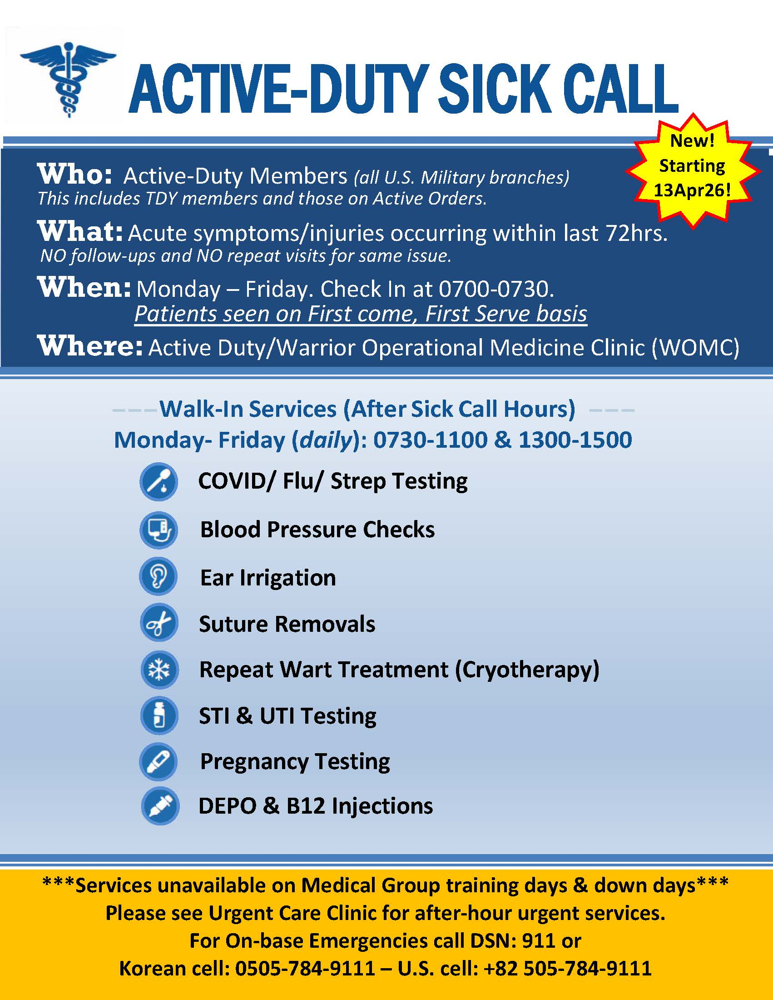 ACTIVE-DUTY SICK CALL
New!
Starting
13Apr26!
Who: Active-Duty Members (all U.S. Military branches)
This includes TDY members and those on Active Orders.
What: Acute symptoms/injuries occurring within last 72hrs.
NO follow-ups and NO repeat visits for same issue.
When: Monday – Friday. Check In at 0700-0730.
Patients seen on First come, First Serve basis
Where: Active Duty/Warrior Operational Medicine Clinic (WOMC)
---Walk-In Services (After Sick Call Hours) ---
Monday- Friday (daily): 0730-1100 & 1300-1500
COVID/ Flu/ Strep Testing
Blood Pressure Checks
Ear Irrigation
Suture Removals
Repeat Wart Treatment (Cryotherapy)
STI & UTI Testing
Pregnancy Testing
DEPO & B12 Injections
***Services unavailable on Medical Group training days & down days***
Please see Urgent Care Clinic for after-hour urgent services.
For On-base Emergencies call DSN: 911 or
Korean cell: 0505-784-9111 – U.S. cell: +82 505-784-9111